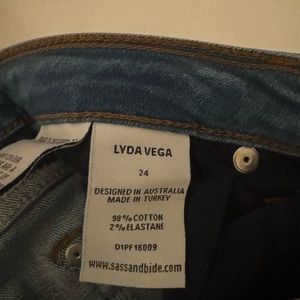 LYDA VEGA
24
DESIGNED IN AUSTRALIA
MADE IN TURKEY
98% COTTON
2% ELASTANE
D1PF16009
www.sassandbide.com